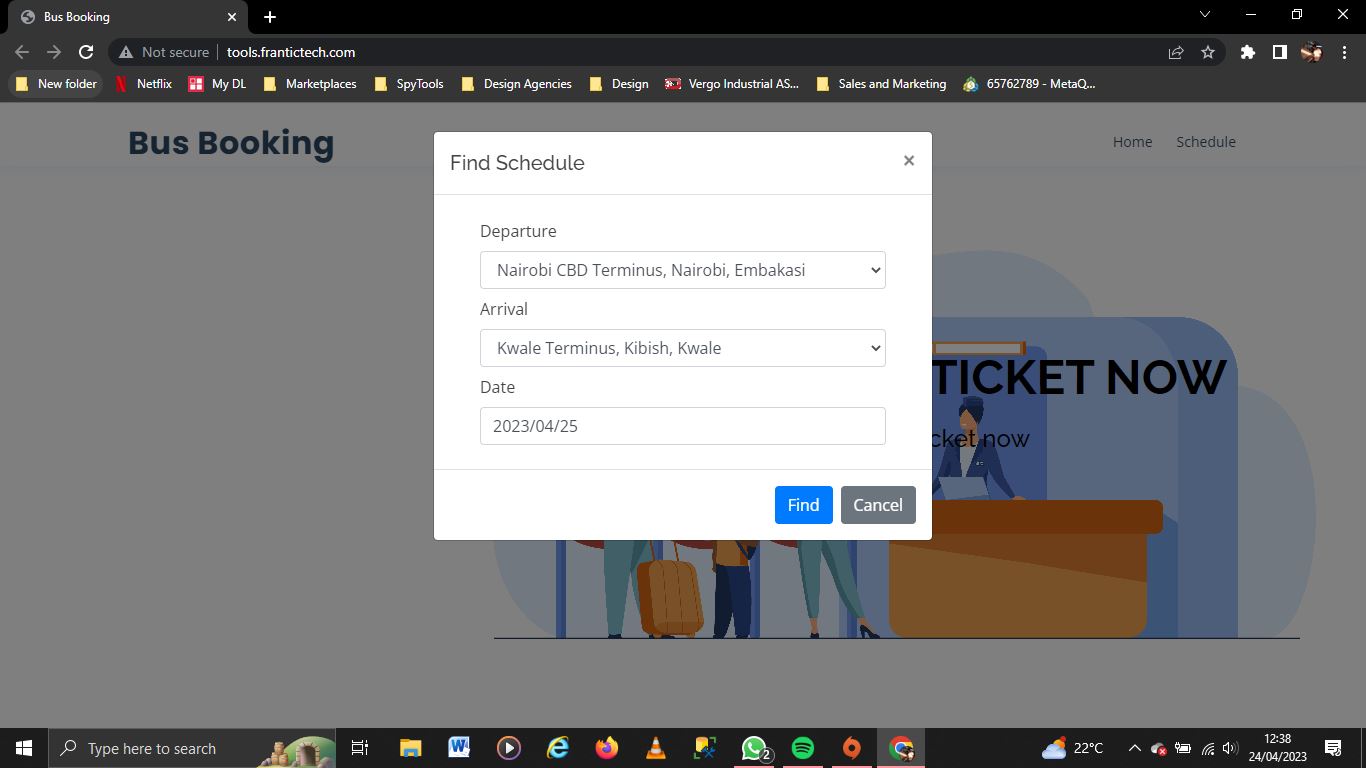 Bus Booking
Not secure
tools.frantictech.com
New folder
Netflix
My DL
Marketplaces
SpyTools
Design Agencies
Design
Vergo Industrial AS...
Sales and Marketing
65762789 - MetaQ...
Bus Booking
Home
Schedule
Find Schedule
×
Departure
Nairobi CBD Terminus, Nairobi, Embakasi
Arrival
Kwale Terminus, Kibish, Kwale
Date
2023/04/25
Find
Cancel
TICKET NOW
cket now
Type here to search
2
22°C
12:38
24/04/2023